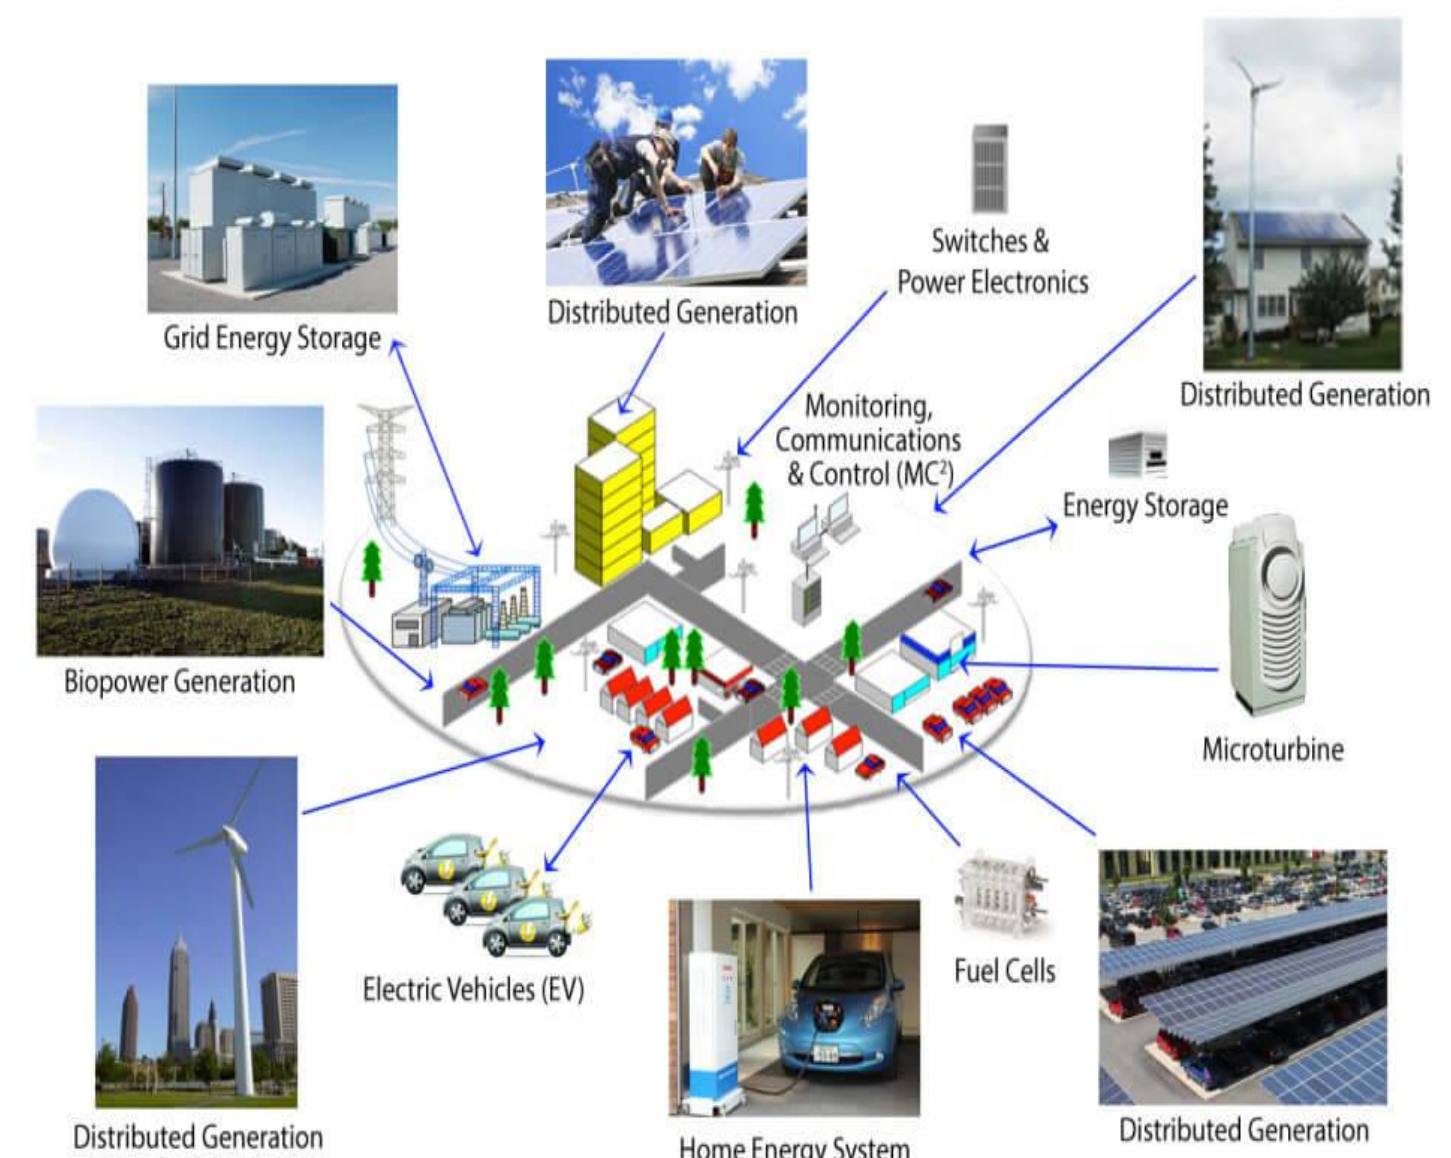 Grid Energy Storage
Distributed Generation
Switches &
Power Electronics
Distributed Generation
Monitoring,
Communications
& Control (MC²)
Energy Storage
Biopower Generation
Microturbine
Electric Vehicles (EV)
Fuel Cells
Distributed Generation
Home Energy System
Distributed Generation